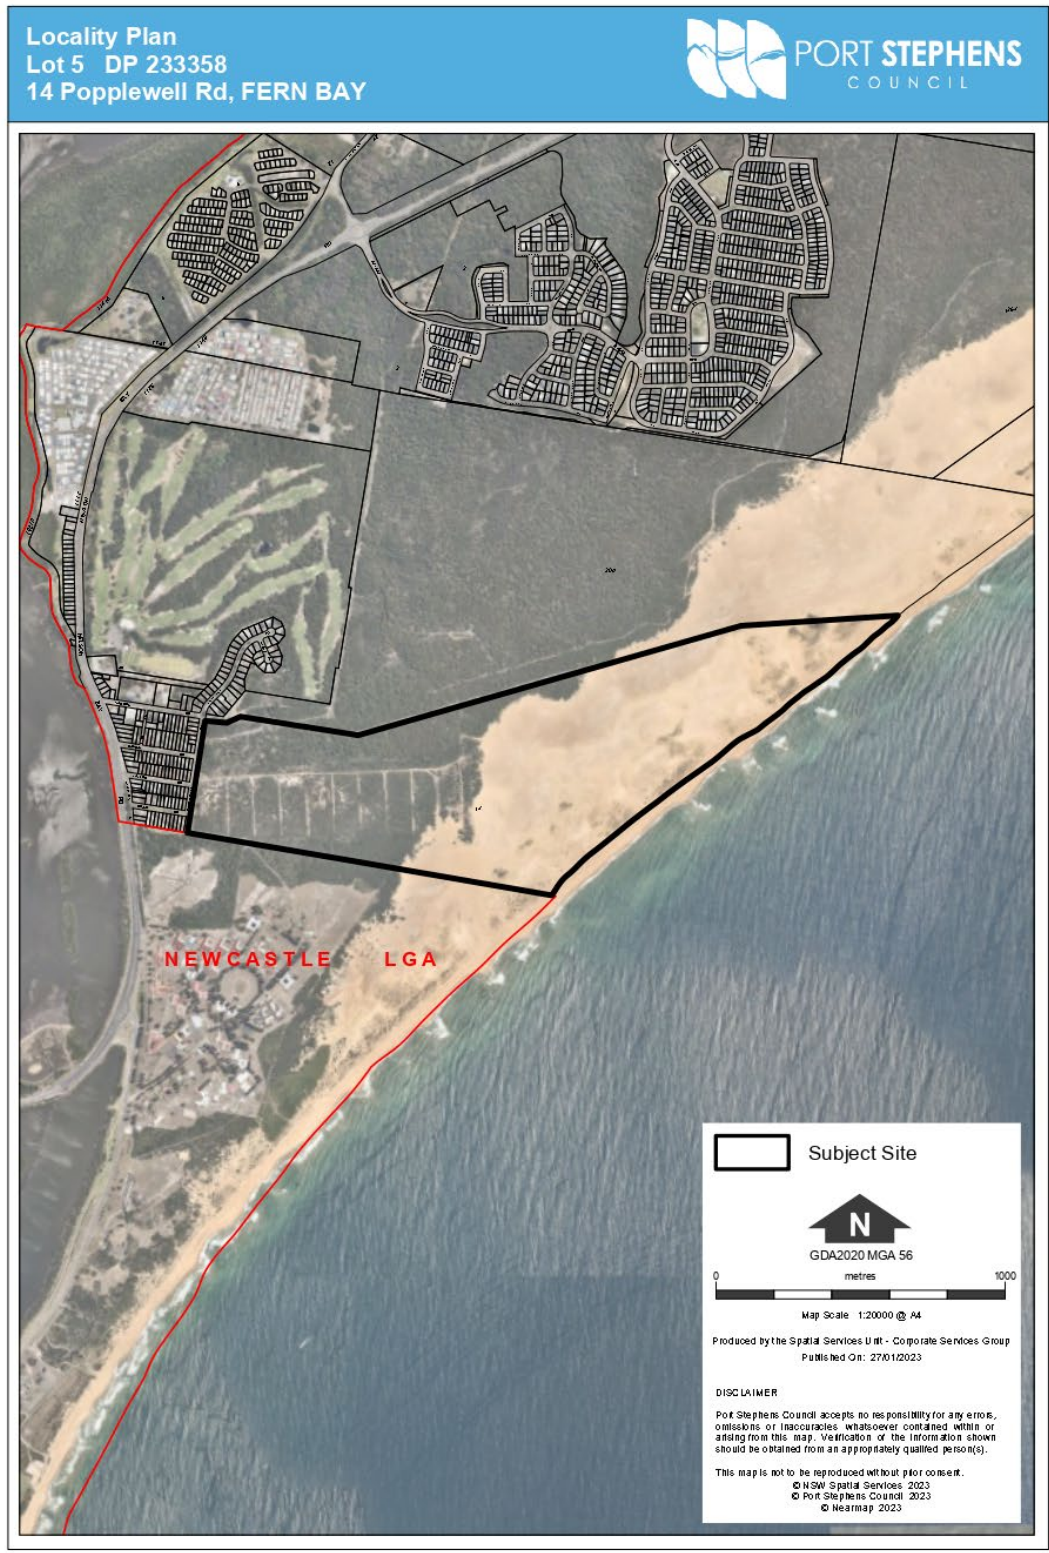 Locality Plan
Lot 5 DP 233358
14 Popplewell Rd, FERN BAY
PORT STEPHENS
COUNCIL
NEWCASTLE LGA
Subject Site
N
GDA2020 MGA 56
0 metres 1000
Map Scale 1:20000 @ A4
Produced by the Spatial Services Unit - Corporate Services Group
Published On: 27/01/2023
DISCLAIMER
Port Stephens Council accepts no responsibility for any errors,
omissions or inaccuracies whatsoever contained within or
arising from this map. Verification of the information shown
should be obtained from an appropriately qualified person(s).
This map is not to be reproduced without prior consent.
© NSW Spatial Services 2023
© Port Stephens Council 2023
© Nearmap 2023